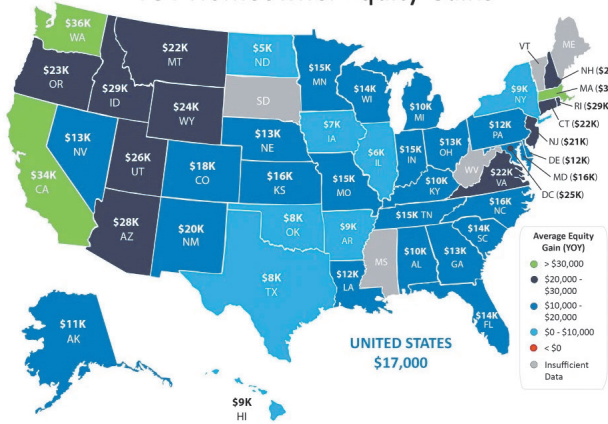 $36K
WA
$23K
OR
$34K
CA
$13K
NV
$29K
ID
$22K
MT
$24K
WY
$26K
UT
$28K
AZ
$18K
CO
$20K
NM
$5K
ND
SD
$13K
NE
$16K
KS
$8K
OK
$8K
TX
$15K
MN
$7K
IA
$15K
MO
$9K
AR
$12K
LA
$14K
WI
$6K
IL
$10K
MI
$15K
IN
$13K
OH
$10K
KY
$15K TN
MS
$10K
AL
$13K
GA
$14K
FL
$14K
SC
$16K
NC
$22K
VA
WV
$12K
PA
$9K
NY
VT
ME
NH ($2
MA ($3
RI ($29K
CT ($22K)
NJ ($21K)
DE ($12K)
MD ($16K)
DC ($25K)
$11K
AK
$9K
HI
UNITED STATES
$17,000
Average Equity
Gain (YOY)
> $30,000
$20,000 -
$30,000
$10,000 -
$20,000
$0 - $10,000
< $0
Insufficient
Data